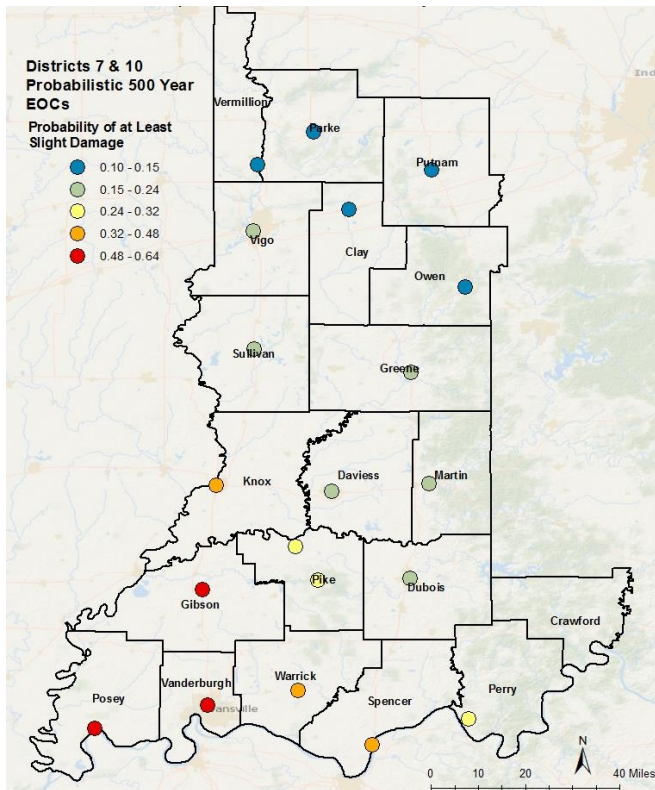 Districts 7 & 10
Probabilistic 500 Year
EOCs
Probability of at Least
Slight Damage
0.10 - 0.15
0.15 - 0.24
0.24 - 0.32
0.32 - 0.48
0.48 - 0.64
Ind
Vermillion
Parke
Putnam
Vigo
Clay
Owen
Sullivan
Greene
Knox
Daviess
Martin
Pike
Dubois
Gibson
Crawford
Vanderburgh
Warrick
Posey
ansville
Spencer
Perry
N
0 10 20 40 Miles